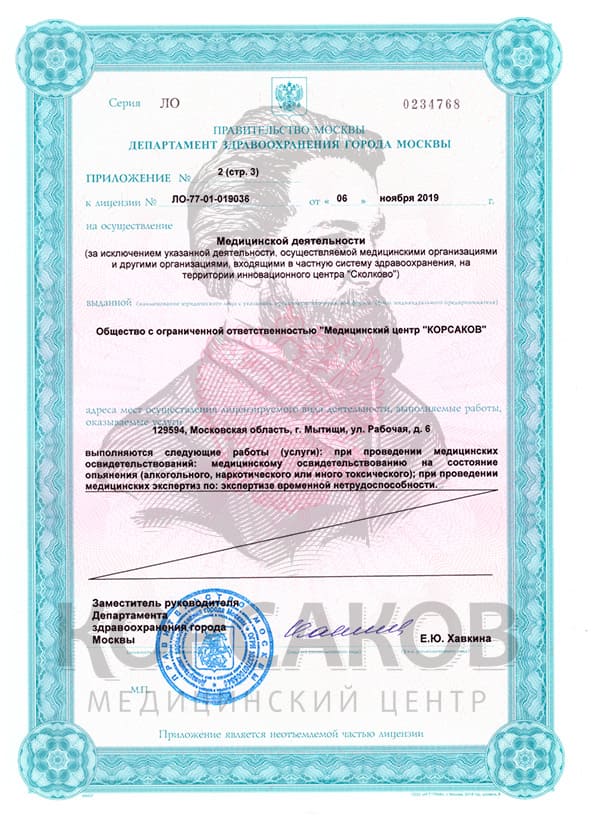 Серия ЛО 0234768
ПРАВИТЕЛЬСТВО МОСКВЫ
ДЕПАРТАМЕНТ ЗДРАВООХРАНЕНИЯ ГОРОДА МОСКВЫ
ПРИЛОЖЕНИЕ № 2 (стр. 3)
к лицензии № ЛО-77-01-019036 от « 06 » ноября 2019 г.
на осуществление
Медицинской деятельности
(за исключением указанной деятельности, осуществляемой медицинскими организациями
и другими организациями, входящими в частную систему здравоохранения, на
территории инновационного центра "Сколково")
выданной
Общество с ограниченной ответственностью "Медицинский центр "КОРСАКОВ"
адреса мест осуществления лицензируемого вида деятельности, выполняемые работы,
оказываемые услуги
129594, Московская область, г. Мытищи, ул. Рабочая, д. 6
выполняются следующие работы (услуги): при проведении медицинских
освидетельствований: медицинскому освидетельствованию на состояние
опьянения (алкогольного, наркотического или иного токсического); при проведении
медицинских экспертиз по: экспертизе временной нетрудоспособности.
Заместитель руководителя
Департамента
здравоохранения города
Москвы
Е.Ю. Хавкина
КОРСАКОВ
МЕДИЦИНСКИЙ ЦЕНТР
М.П.
Приложение является неотъемлемой частью лицензии